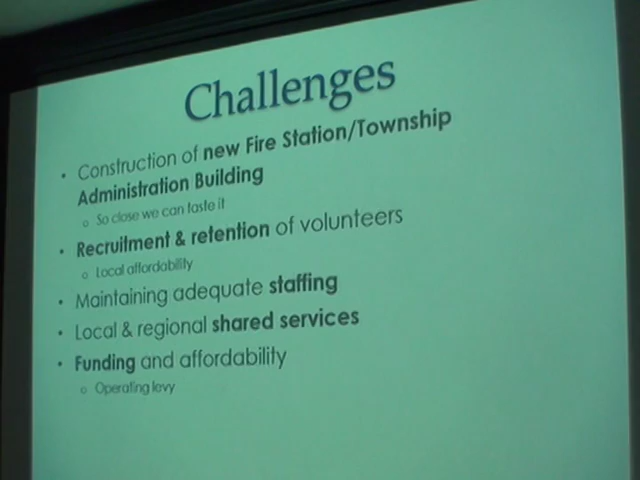 Challenges
• Construction of new Fire Station/Township
Administration Building
o So close we can taste it
• Recruitment & retention of volunteers
o Local affordability
• Maintaining adequate staffing
• Local & regional shared services
• Funding and affordability
o Operating levy